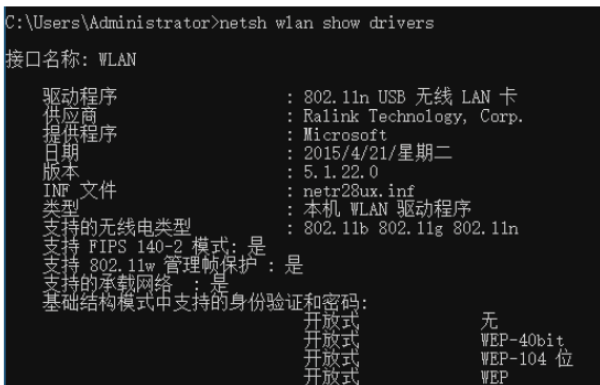 C:\Users\Administrator>netsh wlan show drivers
接口名称: WLAN
驱动程序 : 802.11n USB 无线 LAN 卡
供应商 : Ralink Technology, Corp.
提供程序 : Microsoft
日期 : 2015/4/21/星期二
版本 : 5.1.22.0
INF 文件 : netr28ux.inf
类型 : 本机 WLAN 驱动程序
支持的无线电类型 : 802.11b 802.11g 802.11n
支持 FIPS 140-2 模式: 是
支持 802.11w 管理帧保护 : 是
支持的承载网络 : 是
基础结构模式中支持的身份验证和密码:
开放式 无
开放式 WEP-40bit
开放式 WEP-104 位
开放式 WEP